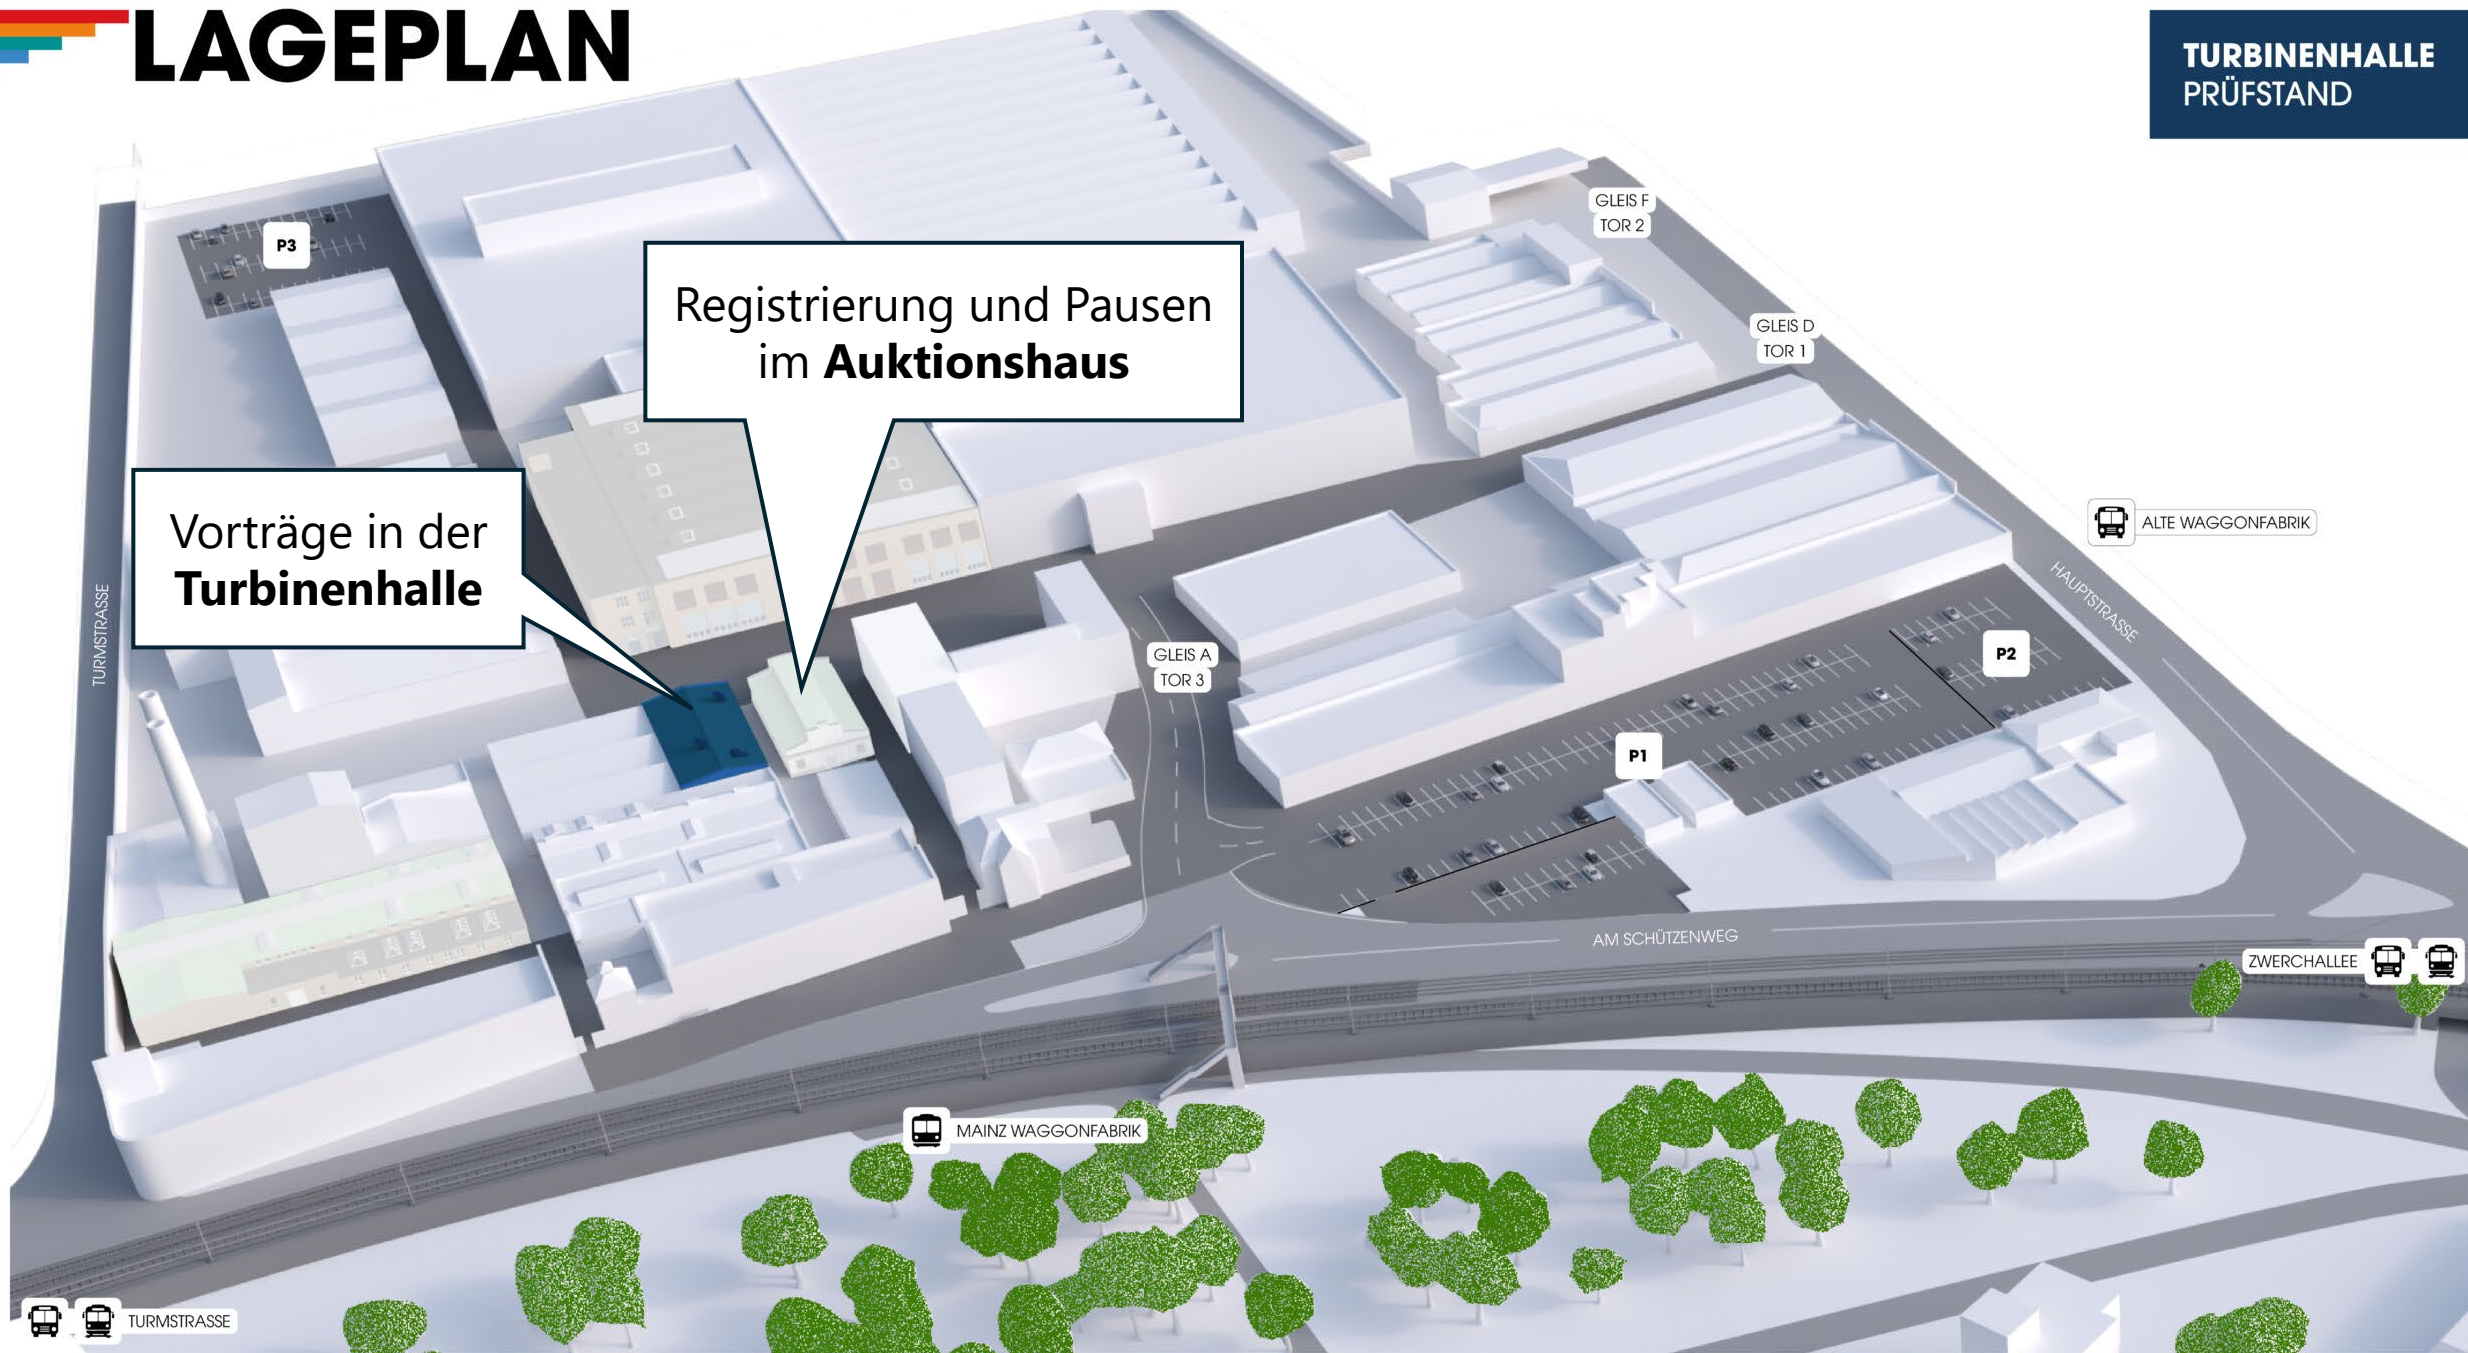 LAGEPLAN
TURBINENHALLE
PRÜFSTAND
GLEIS F
TOR 2
P3
Registrierung und Pausen
im Auktionshaus
GLEIS D
TOR 1
Vorträge in der
Turbinenhalle
ALTE WAGGONFABRIK
HAUPTSTRASSE
TURMSTRASSE
GLEIS A
TOR 3
P2
P1
AM SCHÜTZENWEG
ZWERCHALLEE
MAINZ WAGGONFABRIK
TURMSTRASSE